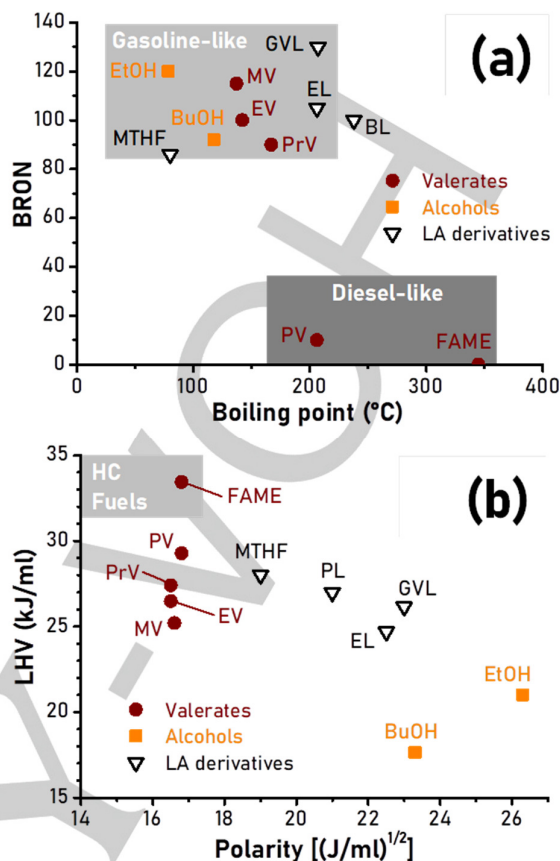 Gasoline-like
GVL
(a)
MV
EtOH
EL
EV
BuOH
BL
MTHF
PrV
Valerates
Alcohols
LA derivatives
Diesel-like
PV
FAME
140
120
100
80
60
40
20
0
BRON
0
100
200
300
400
Boiling point (°C)
HC
Fuels
(b)
FAME
PV
MTHF
PrV
PL
GVL
EV
MV
EL
EtOH
BuOH
Valerates
Alcohols
LA derivatives
35
30
25
20
15
LHV (kJ/ml)
14
16
18
20
22
24
26
Polarity [(J/ml)1/2]